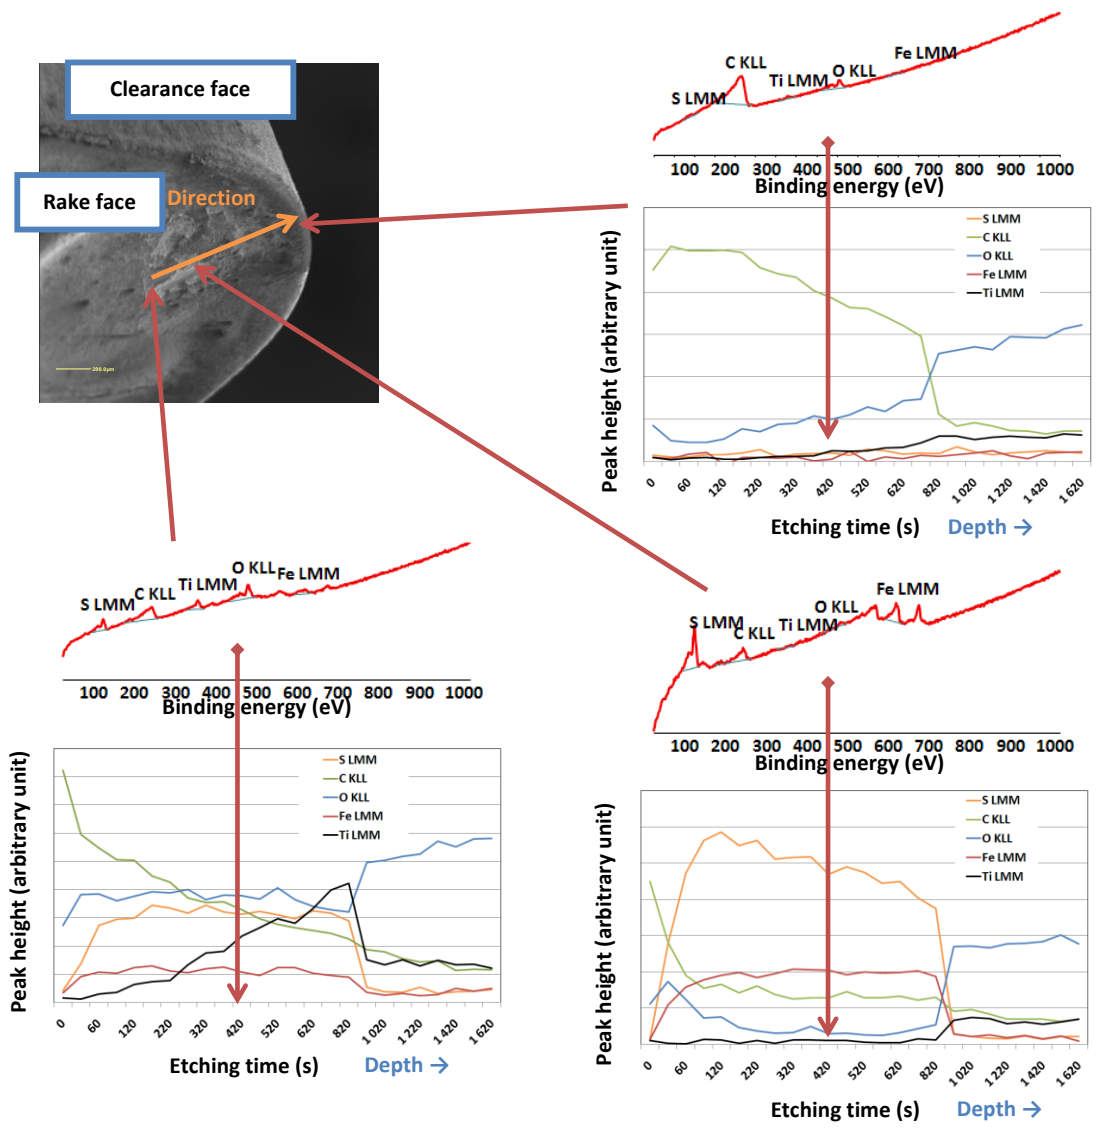 Clearance face
Rake face
Direction
200.0µm
C KLL
S LMM
Ti LMM
O KLL
Fe LMM
100 200 300 400 500 600 700 800 900 1000
Binding energy (eV)
Peak height (arbitrary unit)
S LMM
C KLL
O KLL
Fe LMM
Ti LMM
0 60 120 220 320 420 620 820 1 020 1 220 1 420 1 620
Etching time (s) Depth →
S LMM
C KLL
Ti LMM
O KLL
Fe LMM
100 200 300 400 500 600 700 800 900 1000
Binding energy (eV)
Peak height (arbitrary unit)
S LMM
C KLL
O KLL
Fe LMM
Ti LMM
0 60 120 220 320 420 620 820 1 020 1 220 1 420 1 620
Etching time (s) Depth →
S LMM
C KLL
Ti LMM
O KLL
Fe LMM
100 200 300 400 500 600 700 800 900 1000
Binding energy (eV)
Peak height (arbitrary unit)
S LMM
C KLL
O KLL
Fe LMM
Ti LMM
0 60 120 220 320 420 620 820 1 020 1 220 1 420 1 620
Etching time (s) Depth →